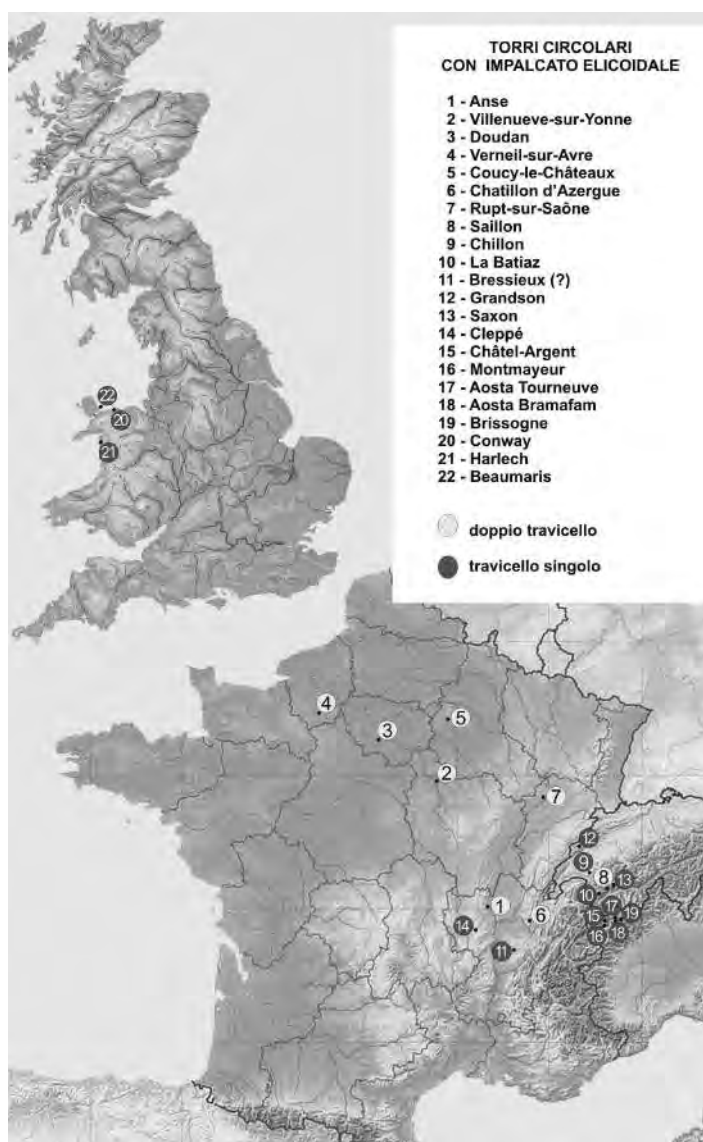 TORRI CIRCOLARI
CON IMPALCATO ELICOIDALE
1 - Anse
2 - Villenueve-sur-Yonne
3 - Doudan
4 - Verneil-sur-Avre
5 - Coucy-le-Châteaux
6 - Chatillon d'Azergue
7 - Rupt-sur-Saône
8 - Saillon
9 - Chillon
10 - La Batiaz
11 - Bressieux (?)
12 - Grandson
13 - Saxon
14 - Cleppé
15 - Châtel-Argent
16 - Montmayeur
17 - Aosta Tourneuve
18 - Aosta Bramafam
19 - Brissogne
20 - Conway
21 - Harlech
22 - Beaumaris
doppio travicello
travicello singolo
22
20
21
4
3
5
2
7
12
9
8
13
10
17
15
19
16
18
1
6
14
11